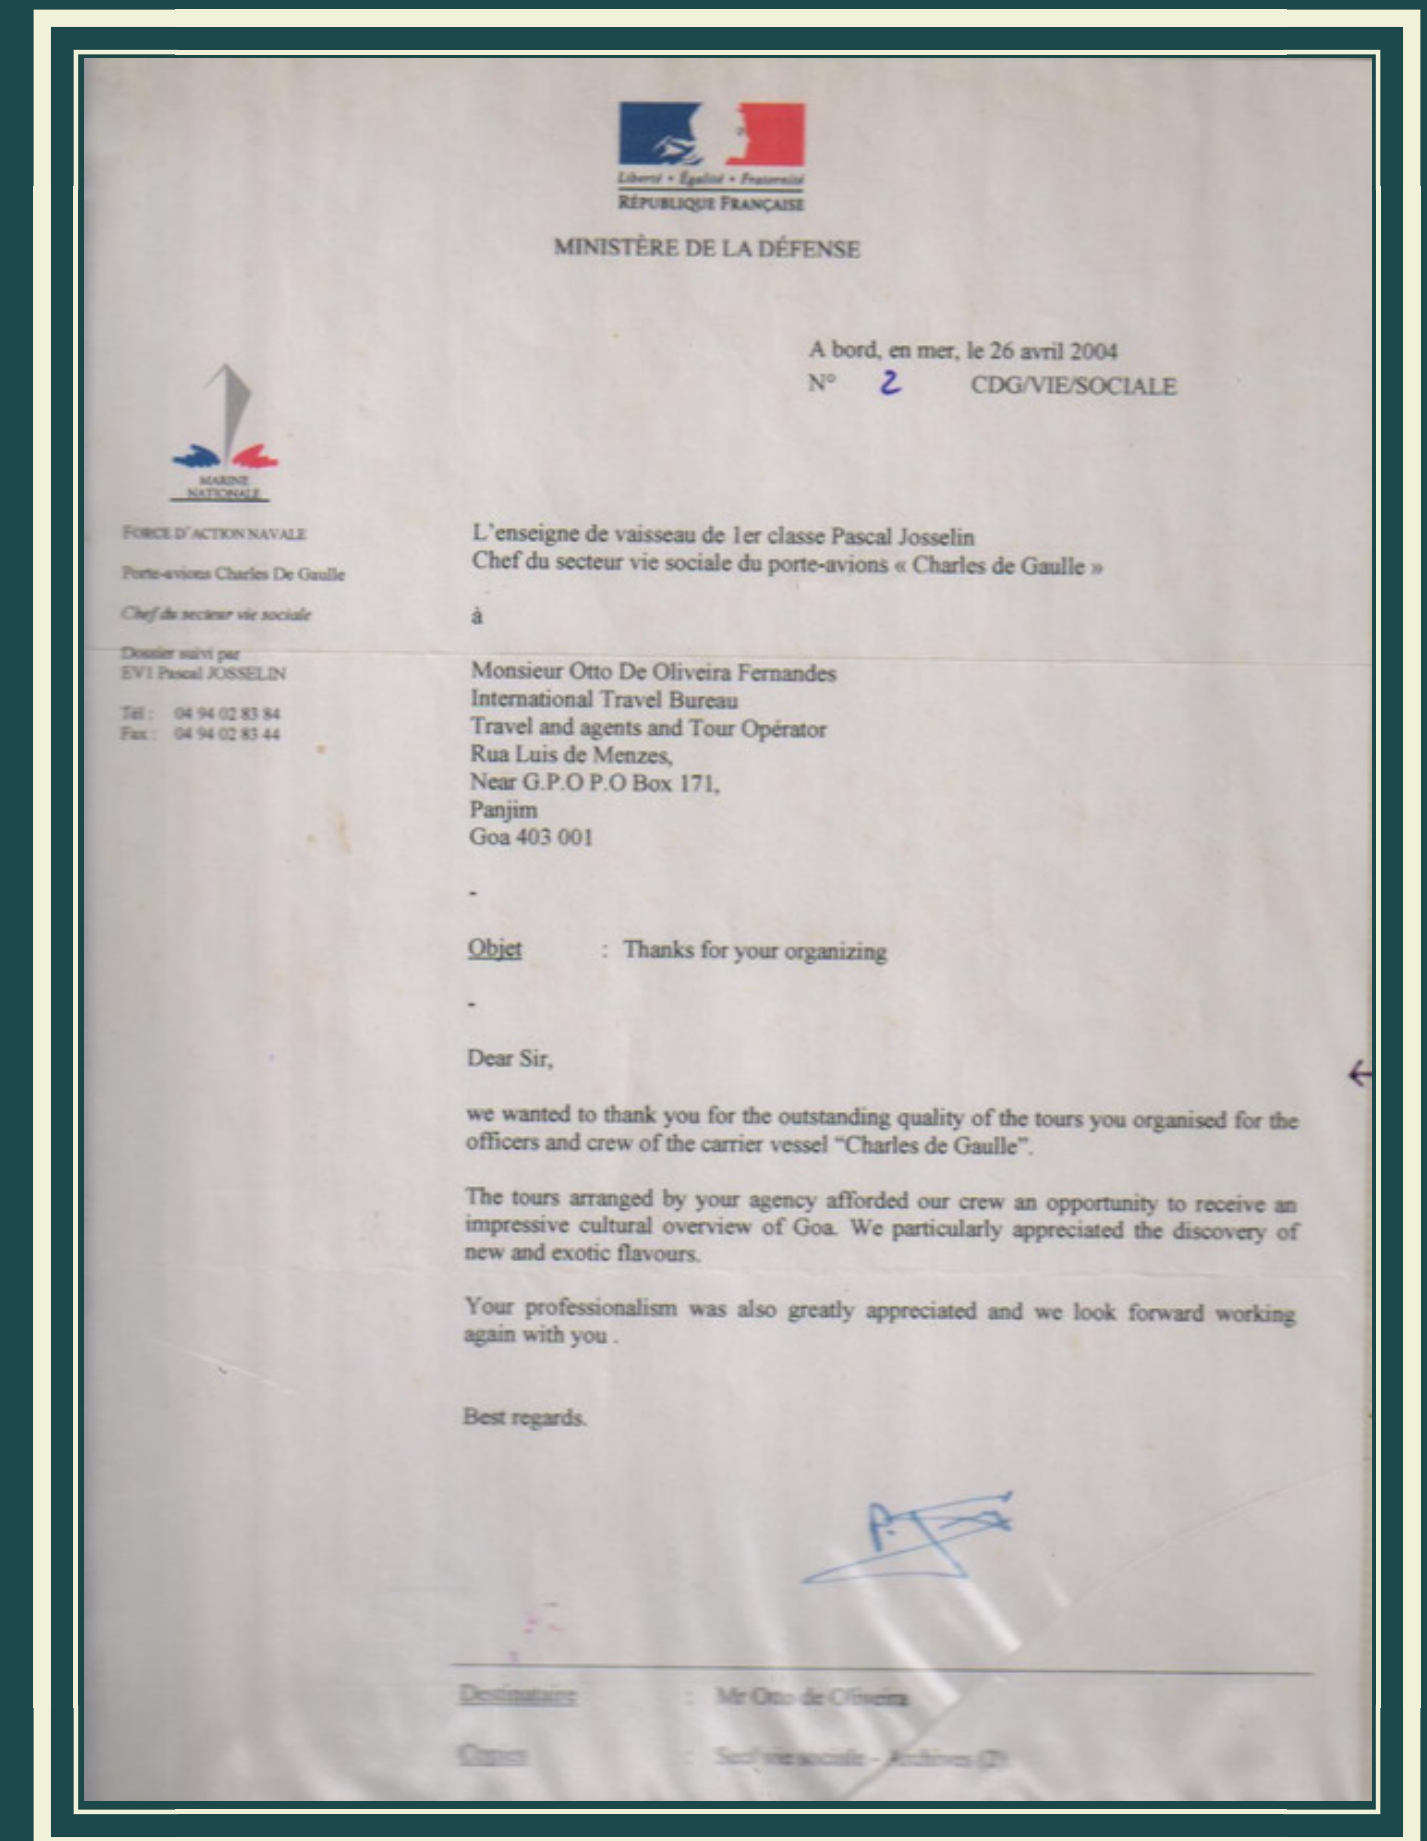 Liberté • Égalité • Fraternité
RÉPUBLIQUE FRANÇAISE
MINISTÈRE DE LA DÉFENSE
A bord, en mer, le 26 avril 2004
N° 2 CDG/VIE/SOCIALE
MARINE
NATIONALE
FORCE D'ACTION NAVALE
Porte-avions Charles De Gaulle
Chef du secteur vie sociale
Dossier suivi par
EV1 Pascal JOSSELIN
Tél : 04 94 02 83 84
Fax : 04 94 02 83 44
L'enseigne de vaisseau de 1er classe Pascal Josselin
Chef du secteur vie sociale du porte-avions « Charles de Gaulle »
à
Monsieur Otto De Oliveira Fernandes
International Travel Bureau
Travel and agents and Tour Opérator
Rua Luis de Menzes,
Near G.P.O P.O Box 171,
Panjim
Goa 403 001
-
Objet : Thanks for your organizing
-
Dear Sir,
we wanted to thank you for the outstanding quality of the tours you organised for the
officers and crew of the carrier vessel “Charles de Gaulle”.
The tours arranged by your agency afforded our crew an opportunity to receive an
impressive cultural overview of Goa. We particularly appreciated the discovery of
new and exotic flavours.
Your professionalism was also greatly appreciated and we look forward working
again with you .
Best regards.
Destinataire : Mr Otto de Oliveira
Copies : vie sociale - Archives (2)